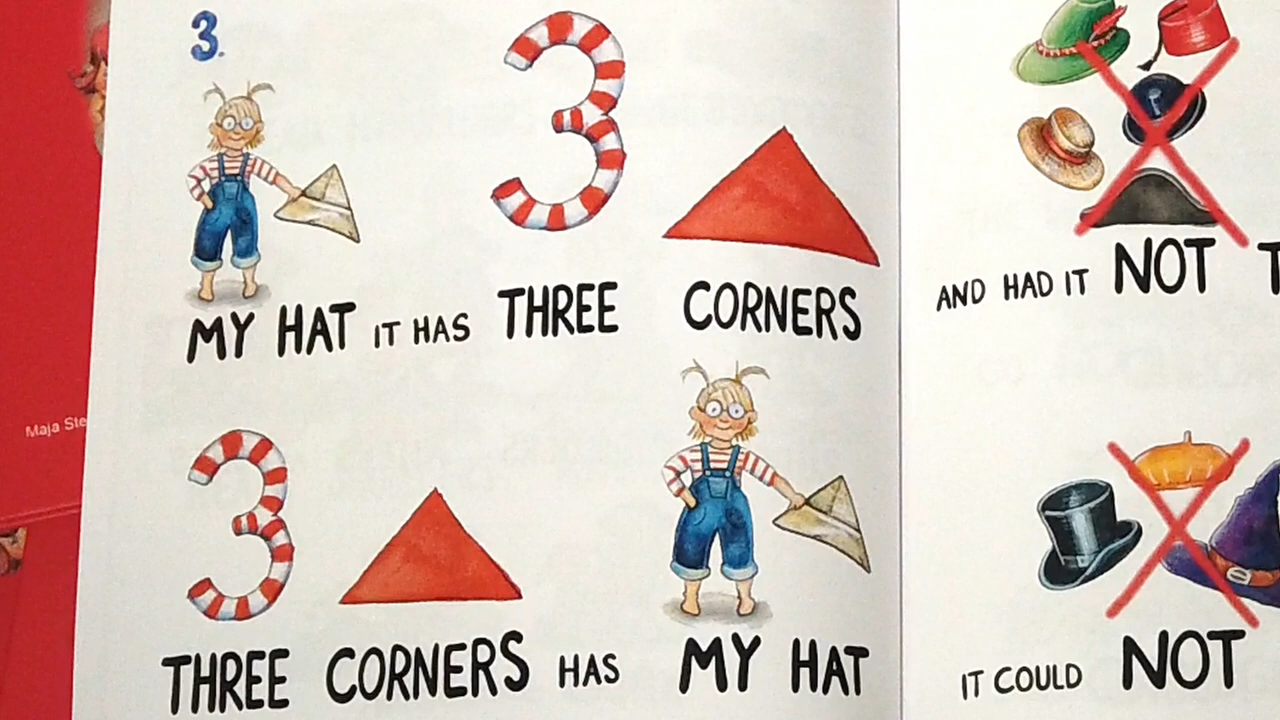 3.
3
MY HAT IT HAS THREE CORNERS
3
THREE CORNERS HAS MY HAT
AND HAD IT NOT
IT COULD NOT
Maja